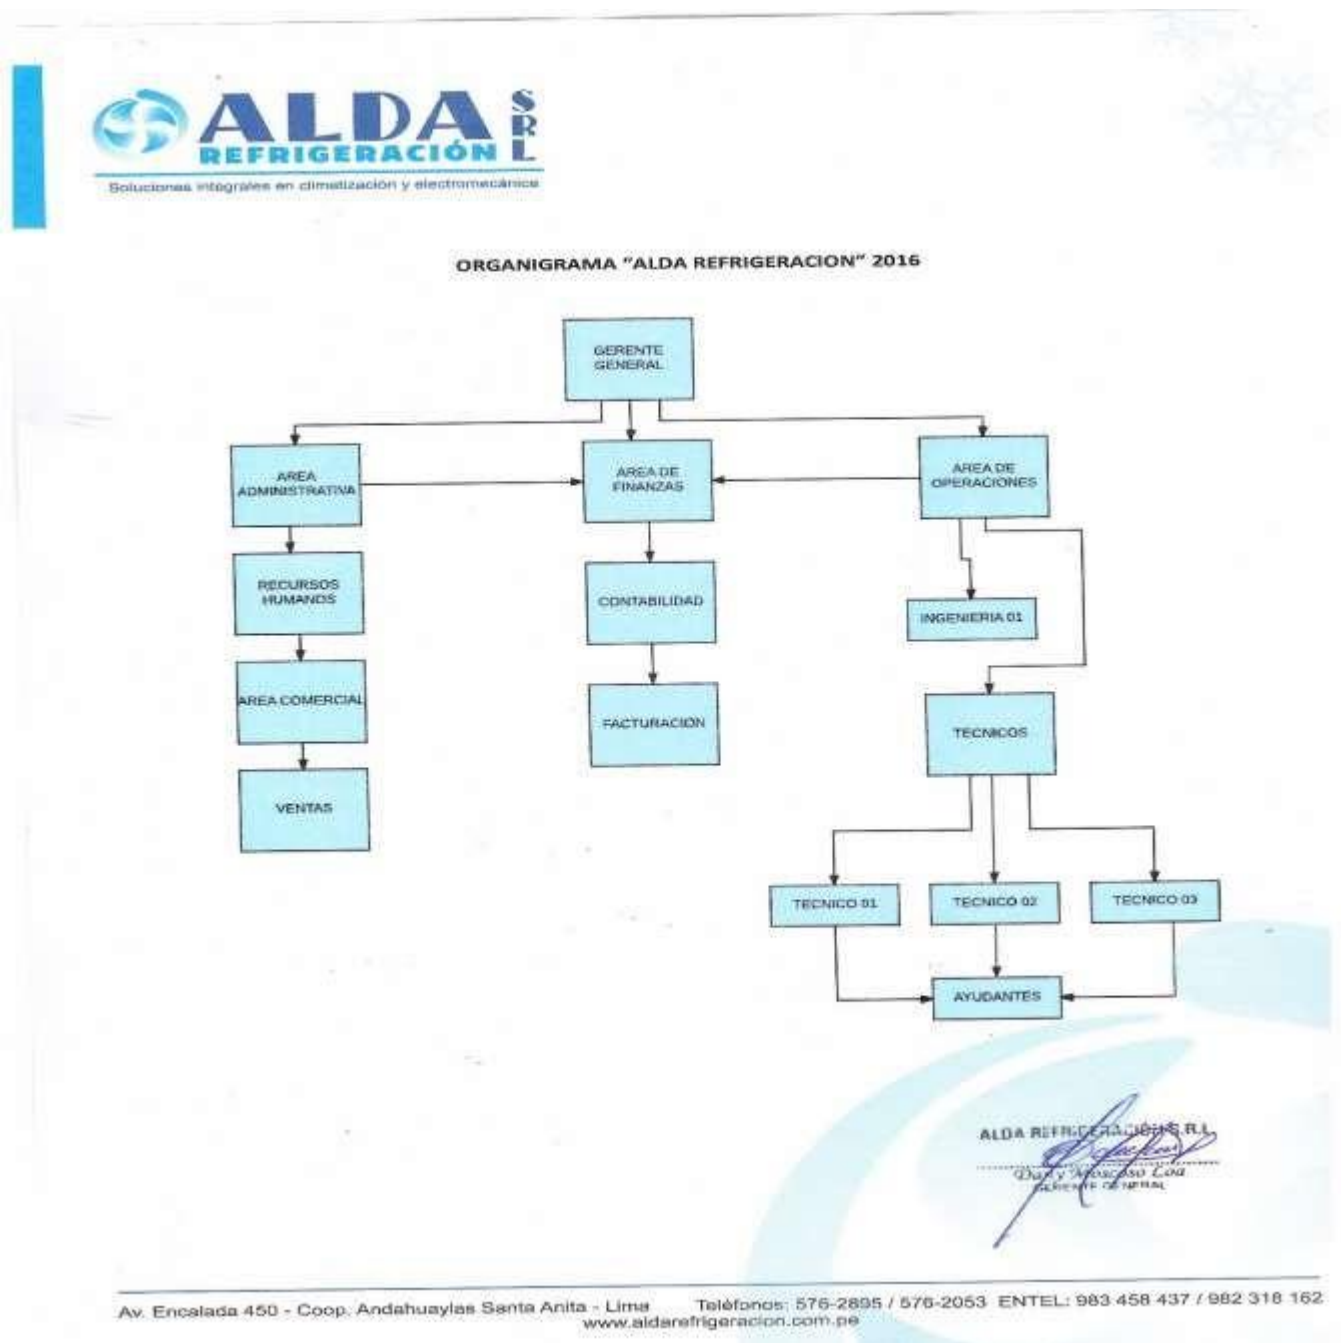 ALDA SRL
REFRIGERACIÓN
Soluciones integrales en climatización y electromecánica
ORGANIGRAMA "ALDA REFRIGERACION" 2016
GERENTE
GENERAL
AREA
ADMINISTRATIVA
AREA DE
FINANZAS
AREA DE
OPERACIONES
RECURSOS
HUMANOS
CONTABILIDAD
INGENIERIA 01
AREA COMERCIAL
FACTURACION
TECNICOS
VENTAS
TECNICO 01
TECNICO 02
TECNICO 03
AYUDANTES
ALDA REFRIGERACIÓN S.R.L.
Moscoso Loa
GERENTE GENERAL
Av. Encalada 450 - Coop. Andahuaylas Santa Anita - Lima Teléfonos: 576-2895 / 576-2053 ENTEL: 983 458 437 / 982 318 162
www.aldarefrigeracion.com.pe